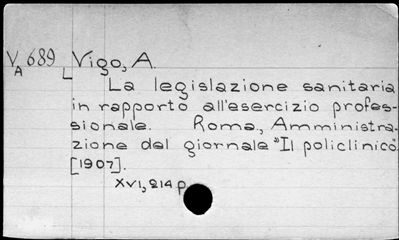 V 689 Vigo, A.
A L
La legislazione sanitaria
in rapporto all'esercizio profes-
sionale. Roma, Amministra-
zione del giornale "Il policlinico"
[1907].
XVI, 214 p.